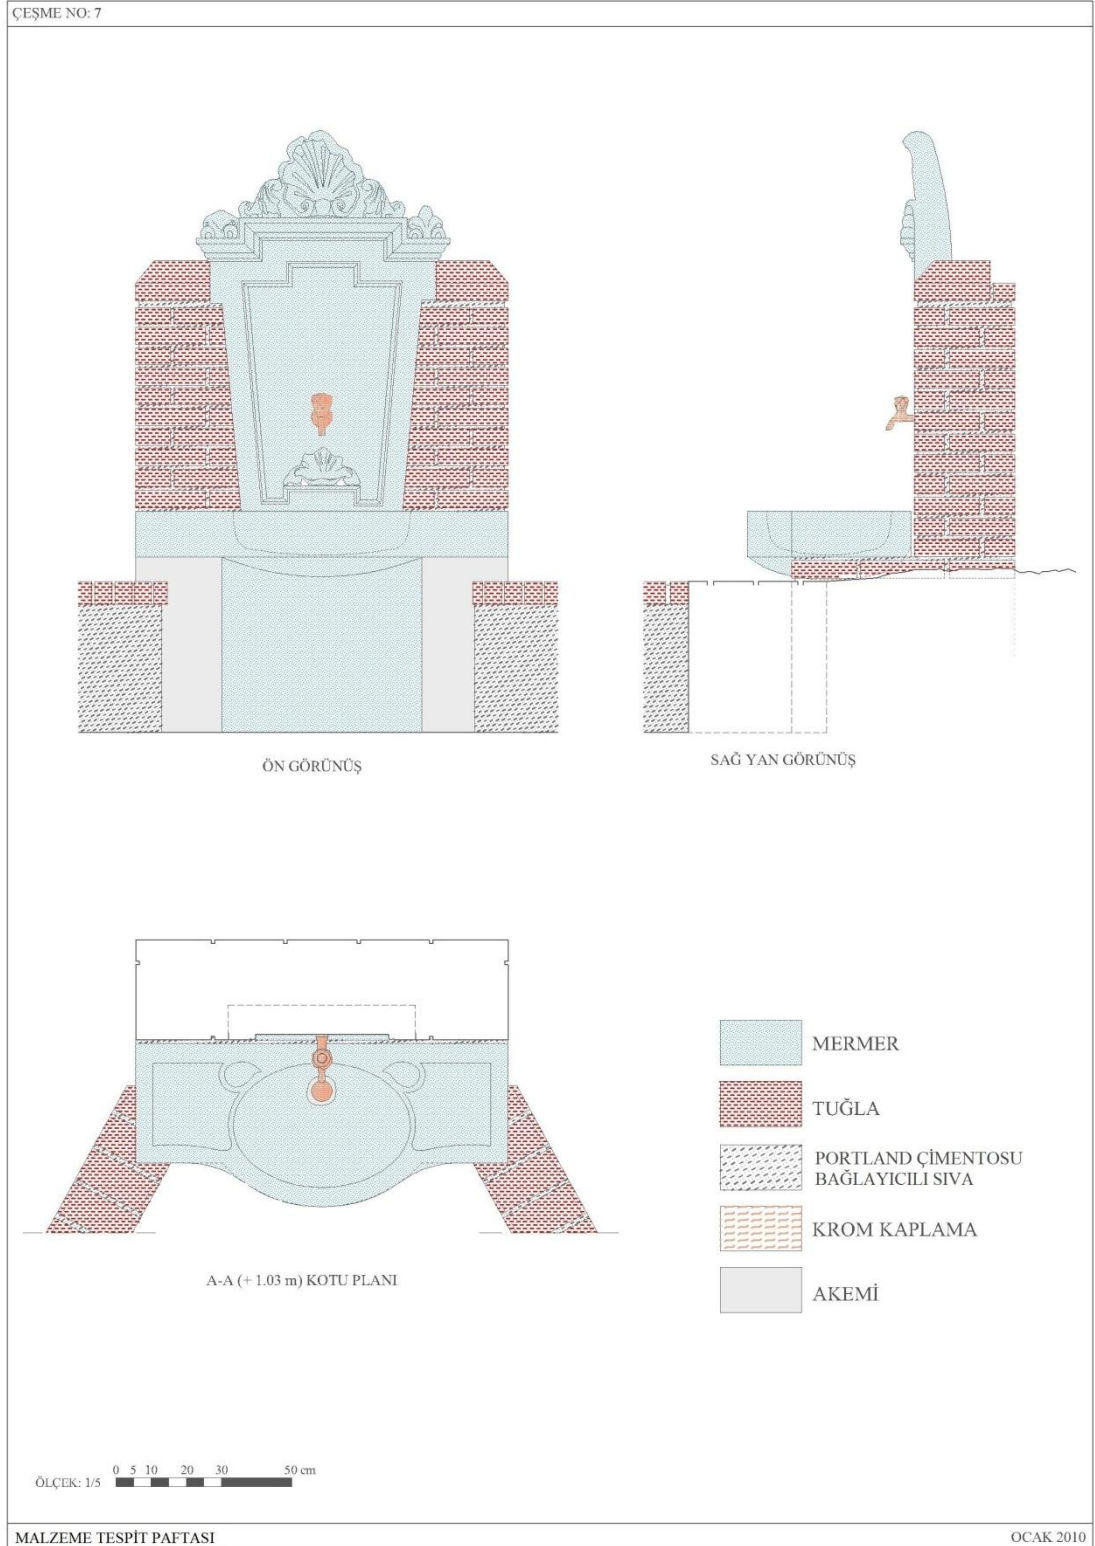 ÇEŞME NO: 7
ÖN GÖRÜNÜŞ
SAĞ YAN GÖRÜNÜŞ
MERMER
TUĞLA
PORTLAND ÇİMENTOSU
BAĞLAYICILI SIVA
KROM KAPLAMA
AKEMİ
A-A (+ 1.03 m) KOTU PLANI
ÖLÇEK: 1/5
0 5 10 20 30 50 cm
MALZEME TESPİT PAFTASI
OCAK 2010